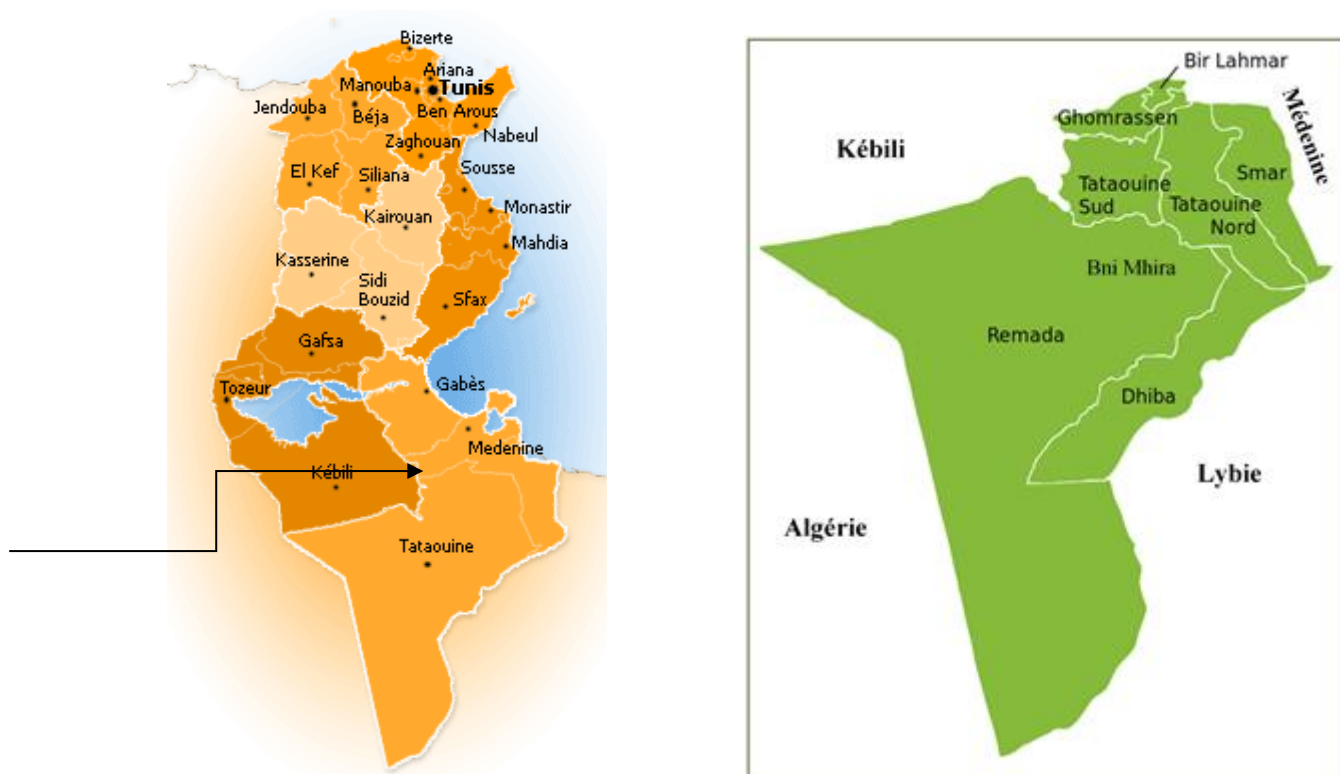 Bizerte
Ariana
Manouba
Tunis
Jendouba
Béja
Ben Arous
Nabeul
Zaghouan
El Kef
Siliana
Sousse
Kairouan
Monastir
Mahdia
Kasserine
Sidi
Bouzid
Sfax
Gafsa
Tozeur
Gabès
Medenine
Kébili
Tataouine
Bir Lahmar
Ghomrassen
Médenine
Kébili
Smar
Tataouine
Sud
Tataouine
Nord
Bni Mhira
Remada
Dhiba
Lybie
Algérie